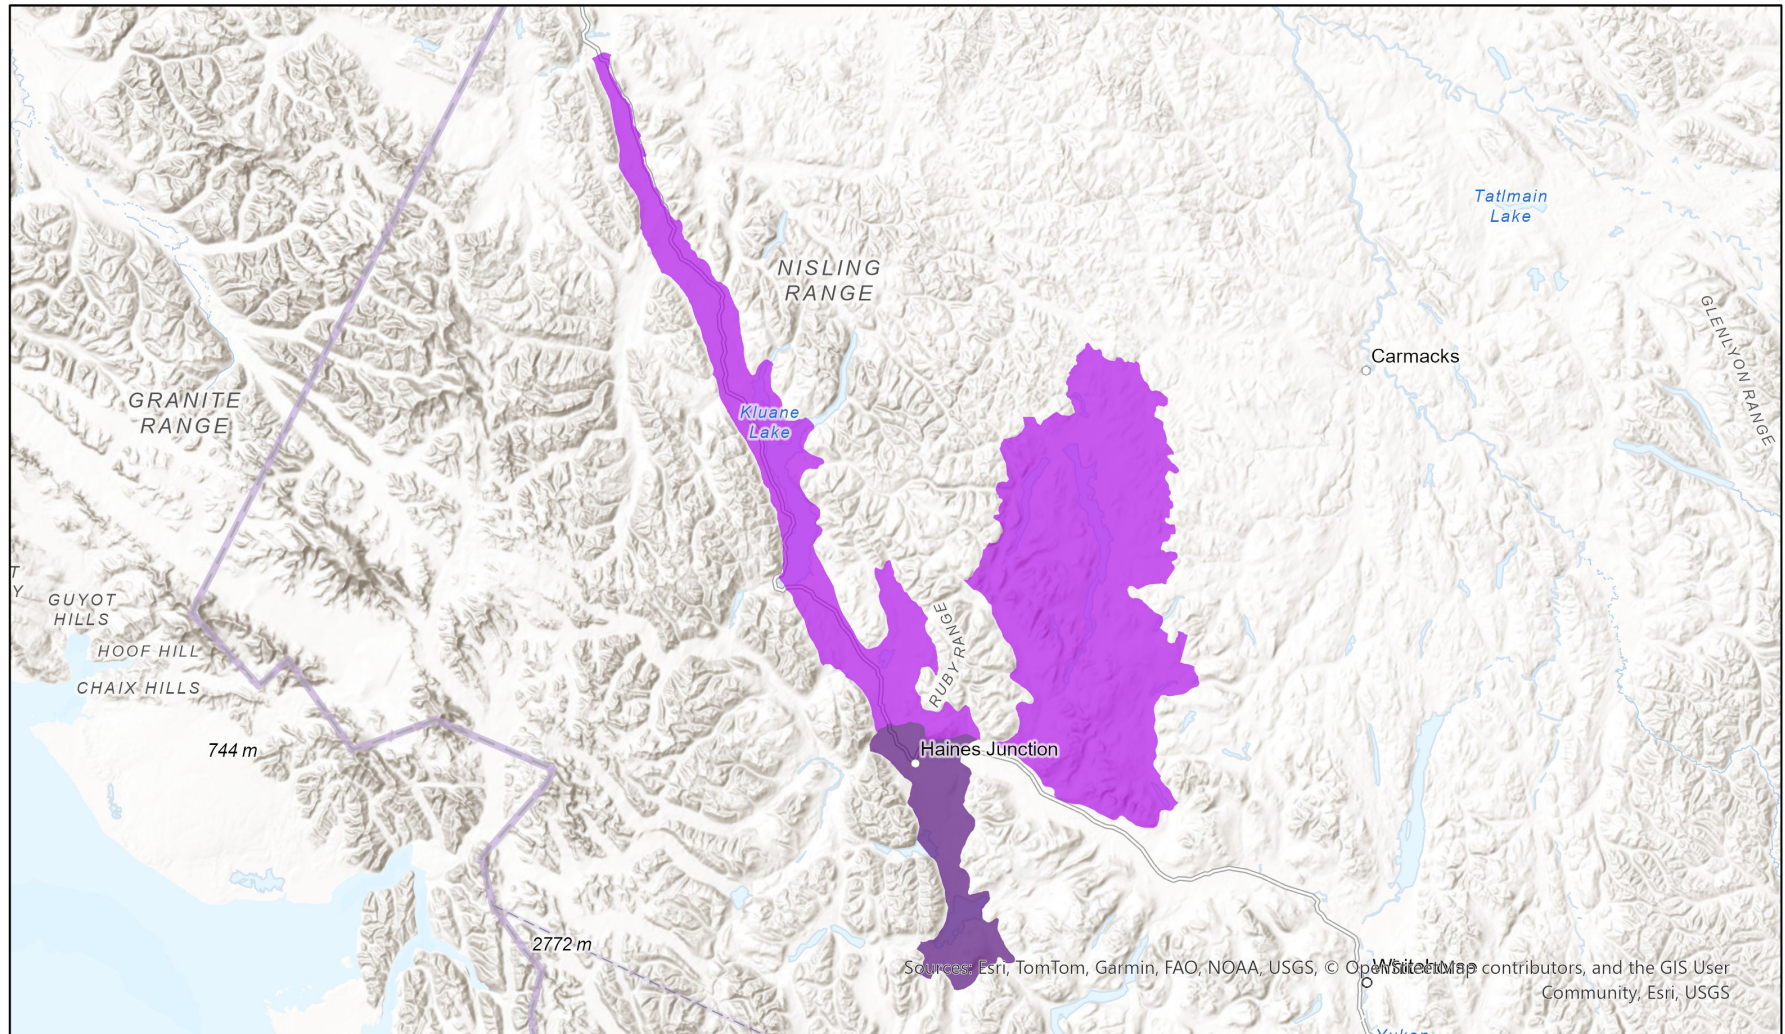 Tatlmain
Lake
NISLING
RANGE
GLENLYON RANGE
Carmacks
GRANITE
RANGE
Kluane
Lake
T
Y
GUYOT
HILLS
HOOF HILL
CHAIX HILLS
RUBY RANGE
744 m
Haines Junction
2772 m
Whitehorse
Sources: Esri, TomTom, Garmin, FAO, NOAA, USGS, © OpenStreetMap contributors, and the GIS User
Community, Esri, USGS
Yukon